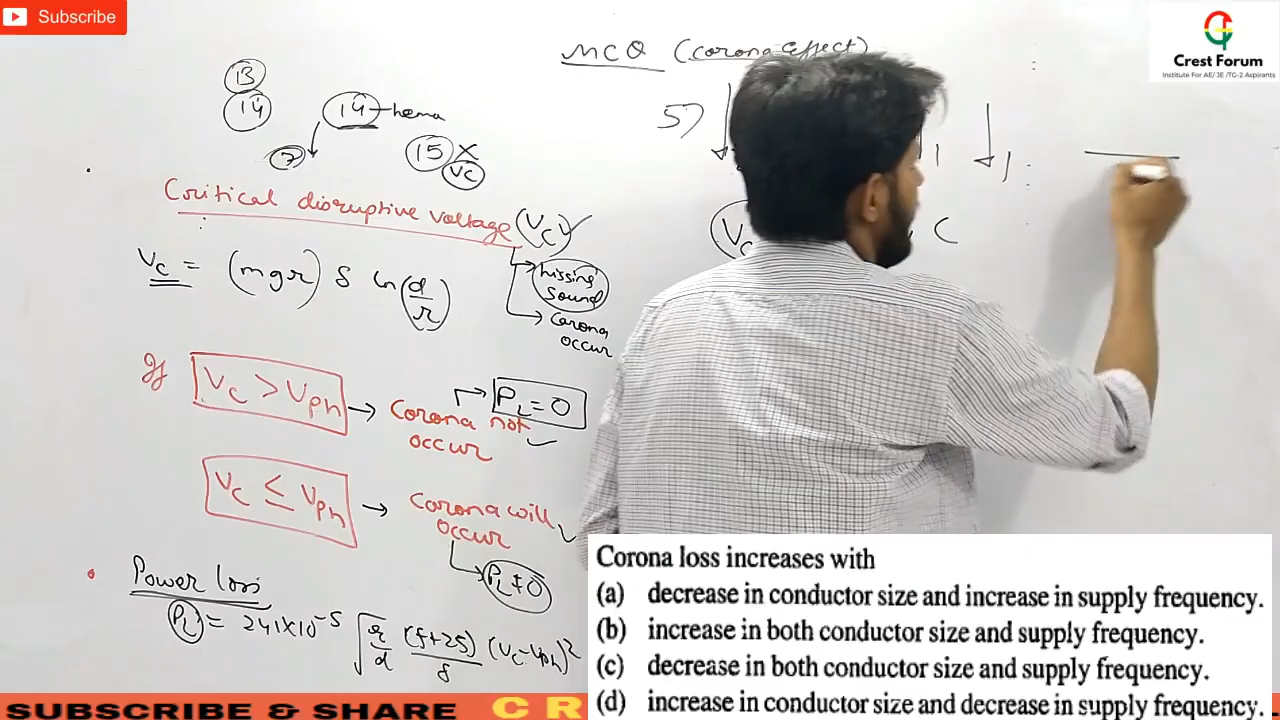 Subscribe
MCQ (corona effect)
Crest Forum
Institute For AE/ JE /TG-2 Aspirants
13
14
14 hema
7
15 X
VC
5)
Critical disruptive voltage (Vc)
hissing sound
corona occur
Vc = (mgr) δ ln(d/r)
Vc
C
If Vc > Vph → Corona not occur
PL = 0
Vc ≤ Vph → Corona will occur
PL ≠ 0
Power loss
PL = 241×10⁻⁵ √(r/d) (f+25)/δ (Vc-Vph)²
Corona loss increases with
(a) decrease in conductor size and increase in supply frequency.
(b) increase in both conductor size and supply frequency.
(c) decrease in both conductor size and supply frequency.
(d) increase in conductor size and decrease in supply frequency.
SUBSCRIBE & SHARE C R